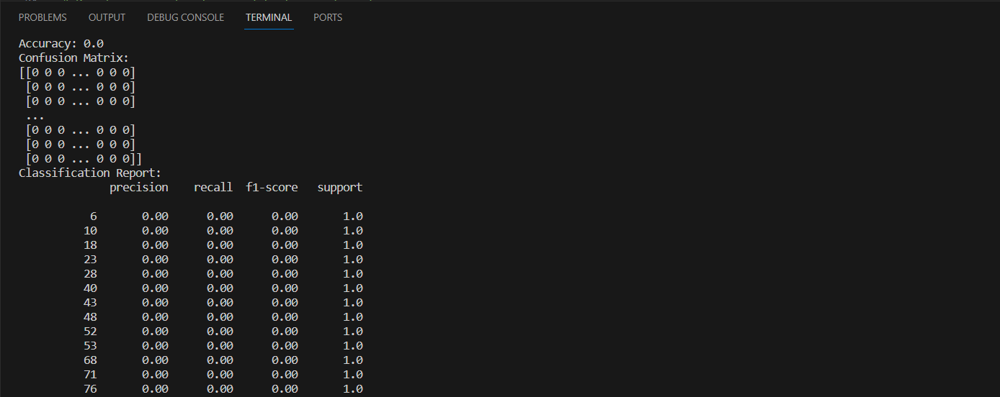 PROBLEMS OUTPUT DEBUG CONSOLE TERMINAL PORTS
Accuracy: 0.0
Confusion Matrix:
[[0 0 0 ... 0 0 0]
[0 0 0 ... 0 0 0]
[0 0 0 ... 0 0 0]
...
[0 0 0 ... 0 0 0]
[0 0 0 ... 0 0 0]
[0 0 0 ... 0 0 0]]
Classification Report:
precision recall f1-score support
6 0.00 0.00 0.00 1.0
10 0.00 0.00 0.00 1.0
18 0.00 0.00 0.00 1.0
23 0.00 0.00 0.00 1.0
28 0.00 0.00 0.00 1.0
40 0.00 0.00 0.00 1.0
43 0.00 0.00 0.00 1.0
48 0.00 0.00 0.00 1.0
52 0.00 0.00 0.00 1.0
53 0.00 0.00 0.00 1.0
68 0.00 0.00 0.00 1.0
71 0.00 0.00 0.00 1.0
76 0.00 0.00 0.00 1.0